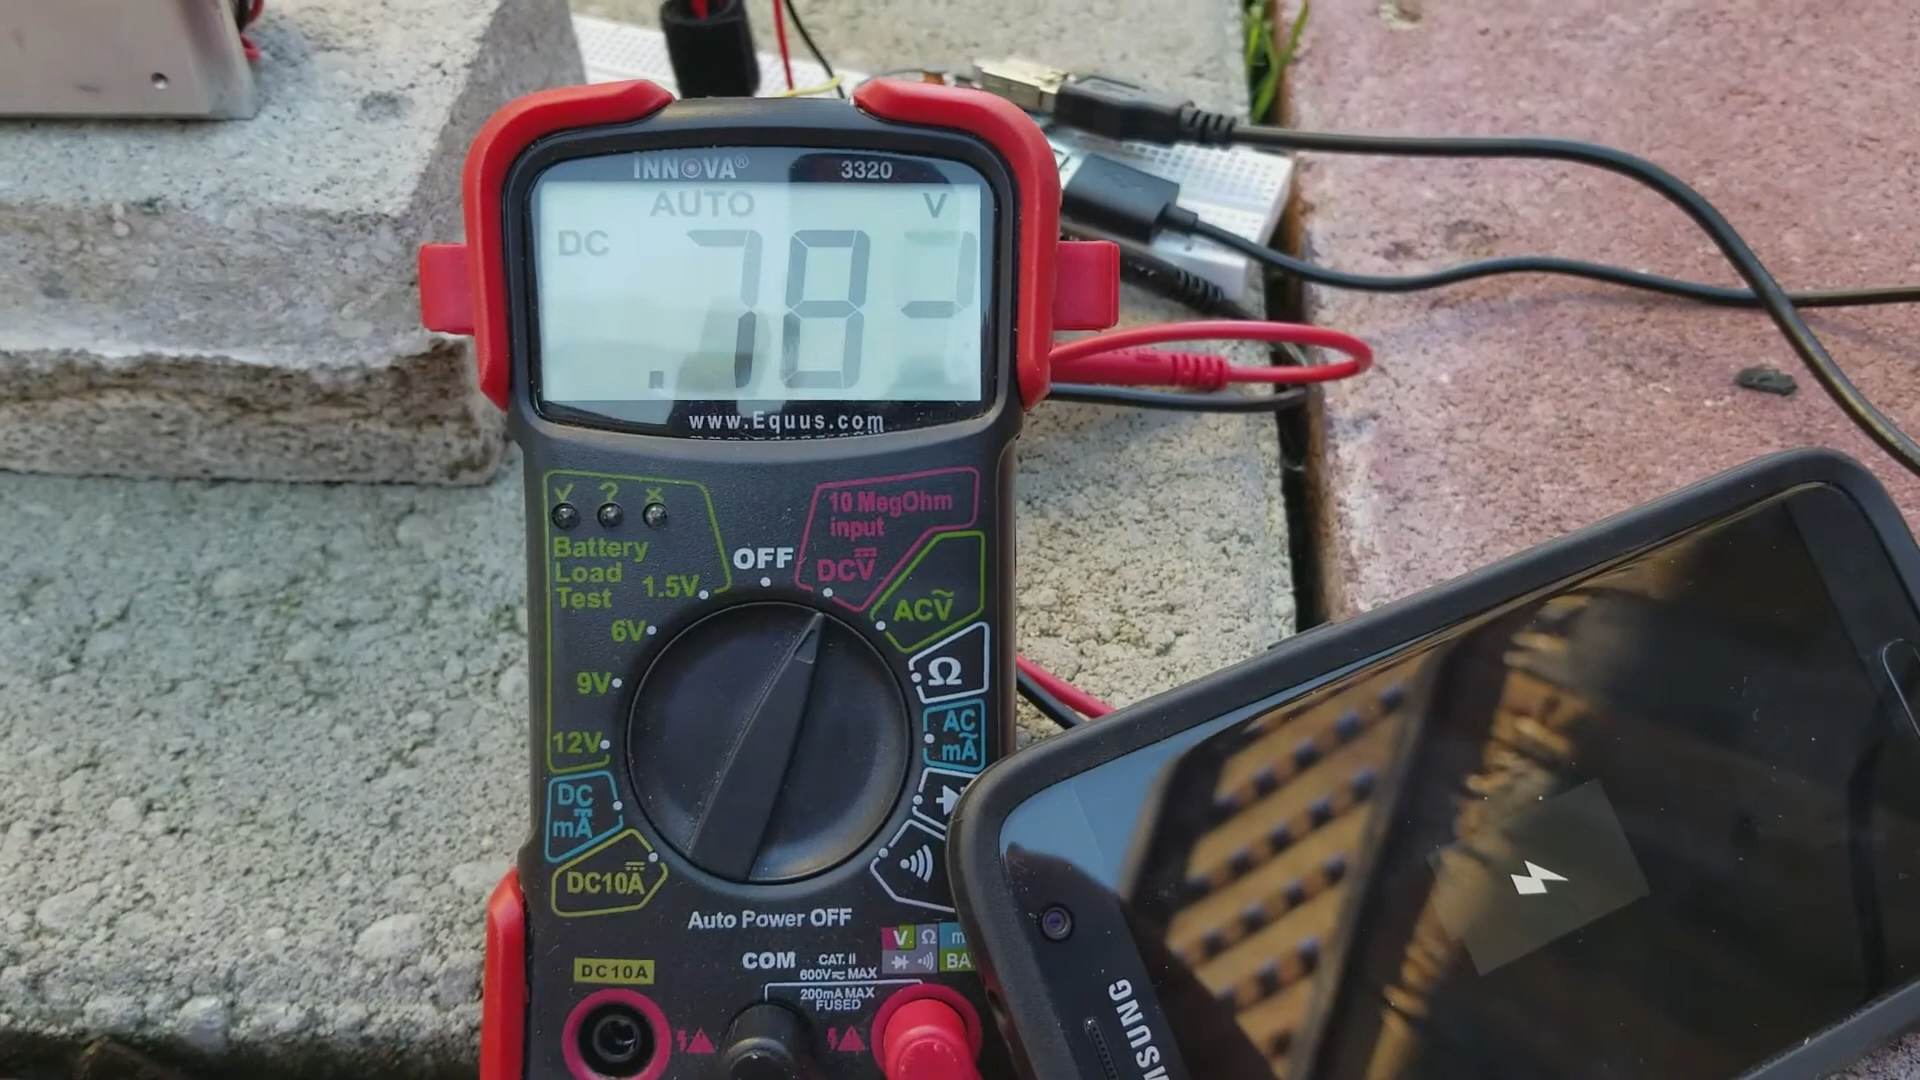 INNOVA® 3320
AUTO V
DC .78
www.Equus.com
10 MegOhm
input
DCV
OFF
ACV
Battery
Load
Test
1.5V
6V
9V
12V
Ω
AC
mA
DC
mA
DC10A
Auto Power OFF
COM
CAT. II
600V MAX
200mA MAX
FUSED
V Ω m
BA
DC10A
SAMSUNG